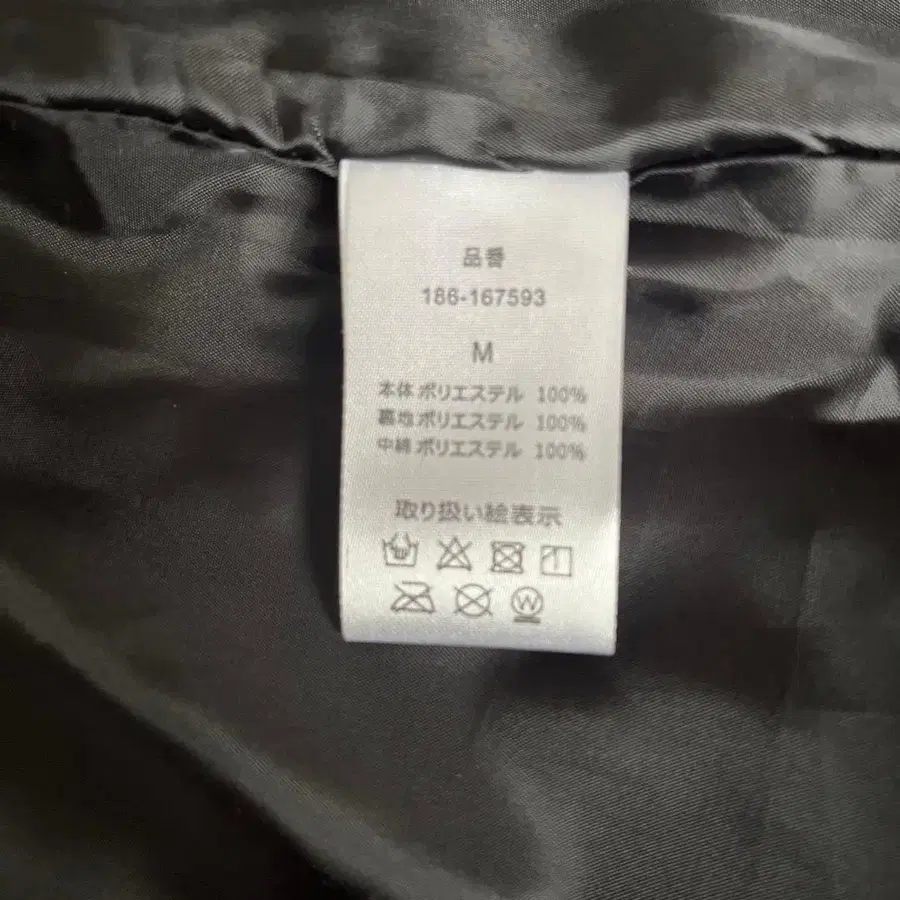 品番
186-167593
M
本体 ポリエステル 100%
裏地 ポリエステル 100%
中綿 ポリエステル 100%
取り扱い絵表示
W